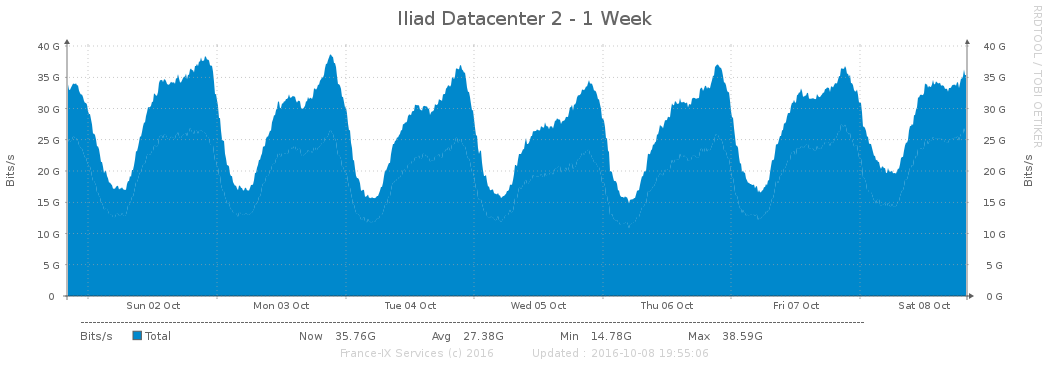 Iliad Datacenter 2 - 1 Week
RRDTOOL / TOBI OETIKER
Bits/s
40 G
35 G
30 G
25 G
20 G
15 G
10 G
5 G
0
40 G
35 G
30 G
25 G
20 G
15 G
10 G
5 G
0 G
Bits/s
Sun 02 Oct Mon 03 Oct Tue 04 Oct Wed 05 Oct Thu 06 Oct Fri 07 Oct Sat 08 Oct
Bits/s Total Now 35.76G Avg 27.38G Min 14.78G Max 38.59G
France-IX Services (c) 2016 Updated : 2016-10-08 19:55:06